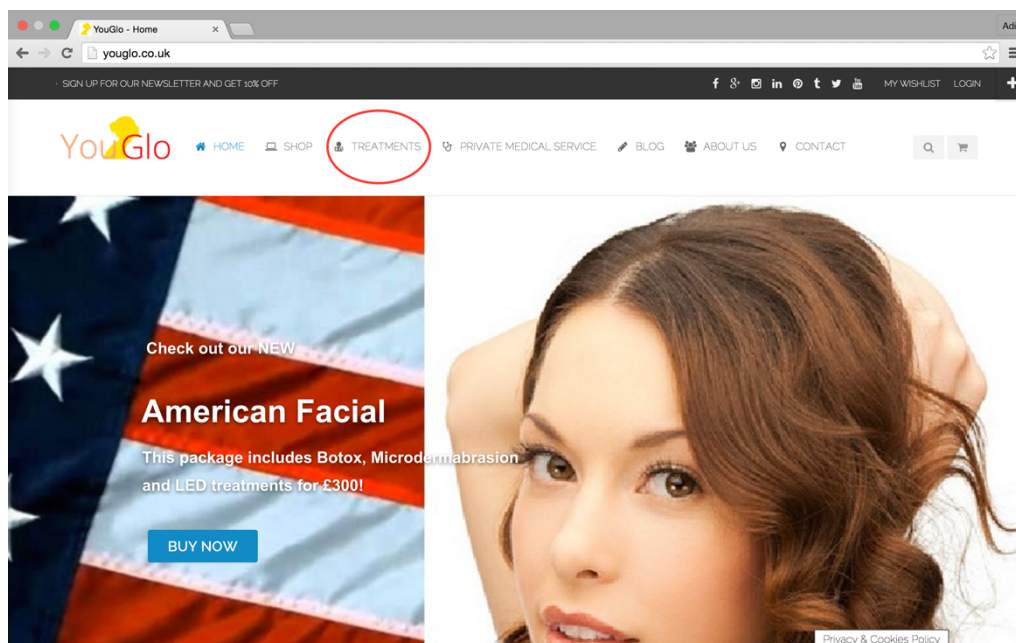 YouGlo - Home
Adi
youglo.co.uk
SIGN UP FOR OUR NEWSLETTER AND GET 10% OFF
MY WISHLIST LOGIN
YouGlo HOME SHOP TREATMENTS PRIVATE MEDICAL SERVICE BLOG ABOUT US CONTACT
Check out our NEW
American Facial
This package includes Botox, Microdermabrasion
and LED treatments for £300!
BUY NOW
Privacy & Cookies Policy